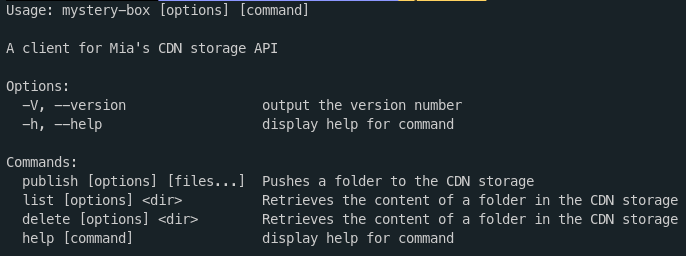 Usage: mystery-box [options] [command]
A client for Mia's CDN storage API
Options:
-V, --version output the version number
-h, --help display help for command
Commands:
publish [options] [files...] Pushes a folder to the CDN storage
list [options] <dir> Retrieves the content of a folder in the CDN storage
delete [options] <dir> Retrieves the content of a folder in the CDN storage
help [command] display help for command